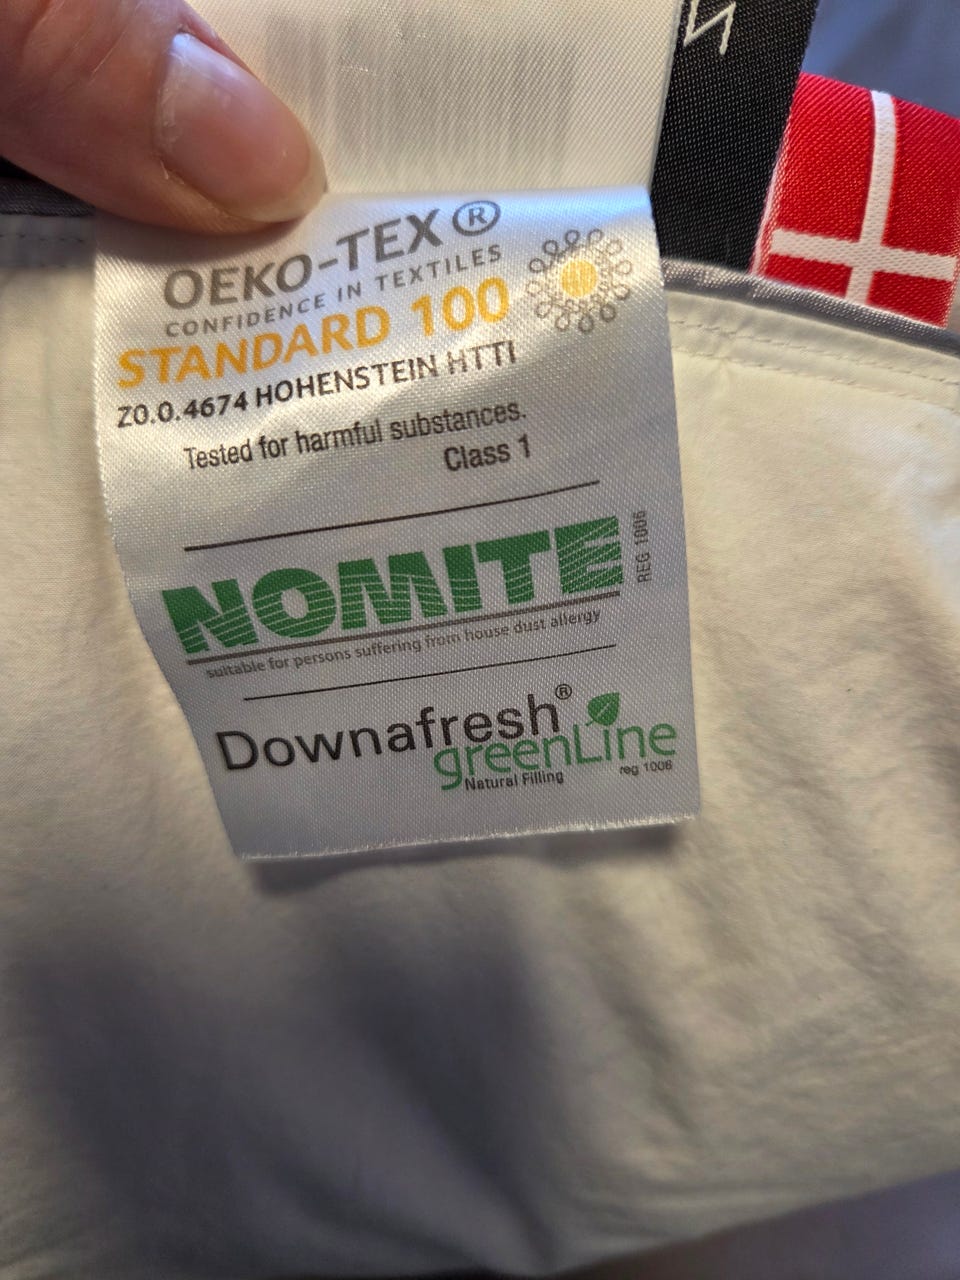 OEKO-TEX®
CONFIDENCE IN TEXTILES
STANDARD 100
Z0.0.4674 HOHENSTEIN HTTI
Tested for harmful substances.
Class 1
NOMITE
REG 1006
suitable for persons suffering from house dust allergy
Downafresh®
greenLine
Natural Filling
reg 1006